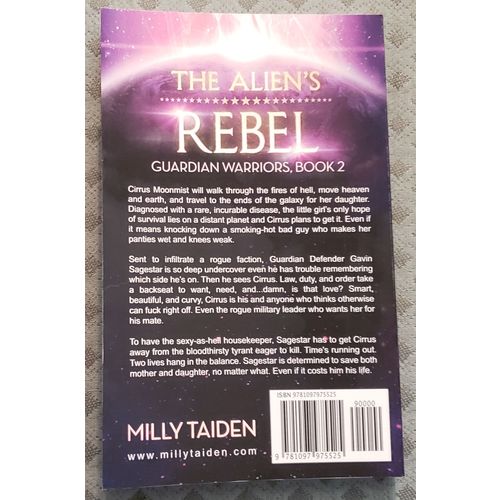 THE ALIEN'S
REBEL
GUARDIAN WARRIORS, BOOK 2
Cirrus Moonmist will walk through the fires of hell, move heaven
and earth, and travel to the ends of the galaxy for her daughter.
Diagnosed with a rare, incurable disease, the little girl's only hope
of survival lies on a distant planet and Cirrus plans to get it. Even if
it means knocking down a smoking-hot bad guy who makes her
panties wet and knees weak.
Sent to infiltrate a rogue faction, Guardian Defender Gavin
Sagestar is so deep undercover even he has trouble remembering
which side he's on. Then he sees Cirrus. Law, duty, and order take
a backseat to want, need, and...damn, is that love? Smart,
beautiful, and curvy, Cirrus is his and anyone who thinks otherwise
can fuck right off. Even the rogue military leader who wants her for
his mate.
To have the sexy-as-hell housekeeper, Sagestar has to get Cirrus
away from the bloodthirsty tyrant eager to kill. Time's running out.
Two lives hang in the balance. Sagestar is determined to save both
mother and daughter, no matter what. Even if it costs him his life.
ISBN 9781097975525
90000
9 781097 975525
MILLY TAIDEN
www.millytaiden.com